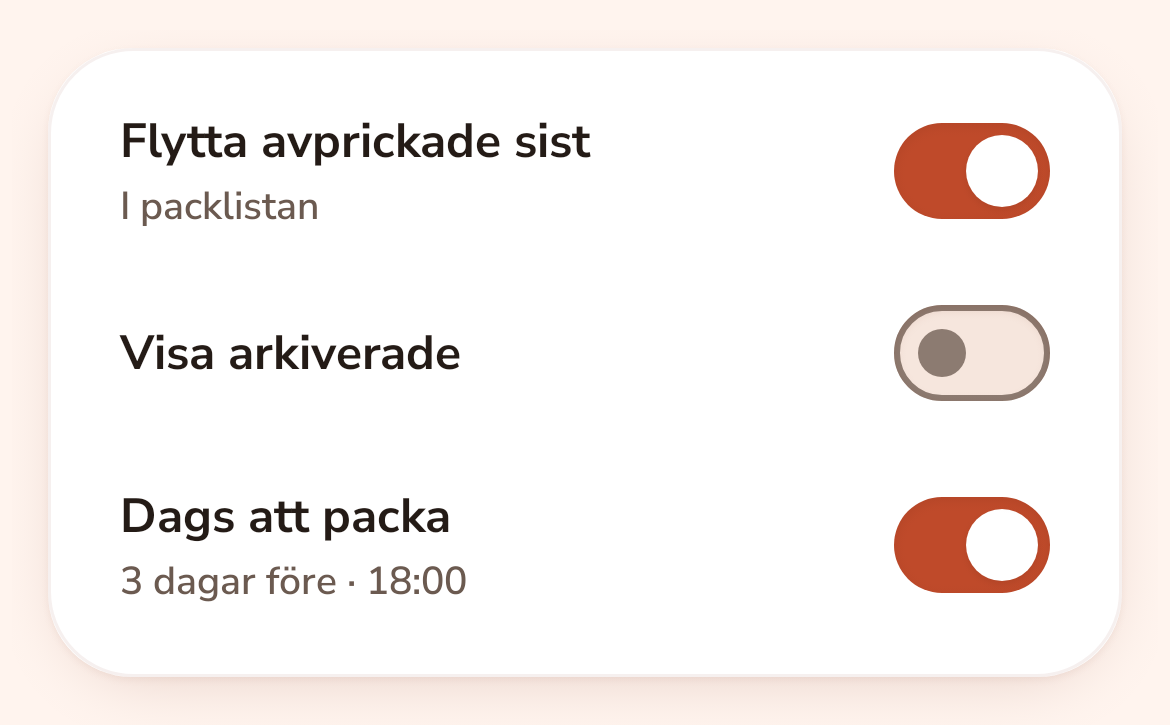 Flytta avprickade sist
I packlistan
Visa arkiverade
Dags att packa
3 dagar före · 18:00